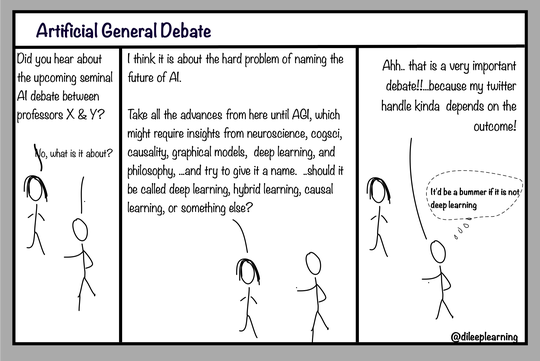 Artificial General Debate
Did you hear about
the upcoming seminal
AI debate between
professors X & Y?
No, what is it about?
I think it is about the hard problem of naming the
future of AI.
Take all the advances from here until AGI, which
might require insights from neuroscience, cogsci,
causality, graphical models, deep learning, and
philosophy, ...and try to give it a name. ..should it
be called deep learning, hybrid learning, causal
learning, or something else?
Ahh.. that is a very important
debate!!...because my twitter
handle kinda depends on the
outcome!
It'd be a bummer if it is not
deep learning
@dileeplearning